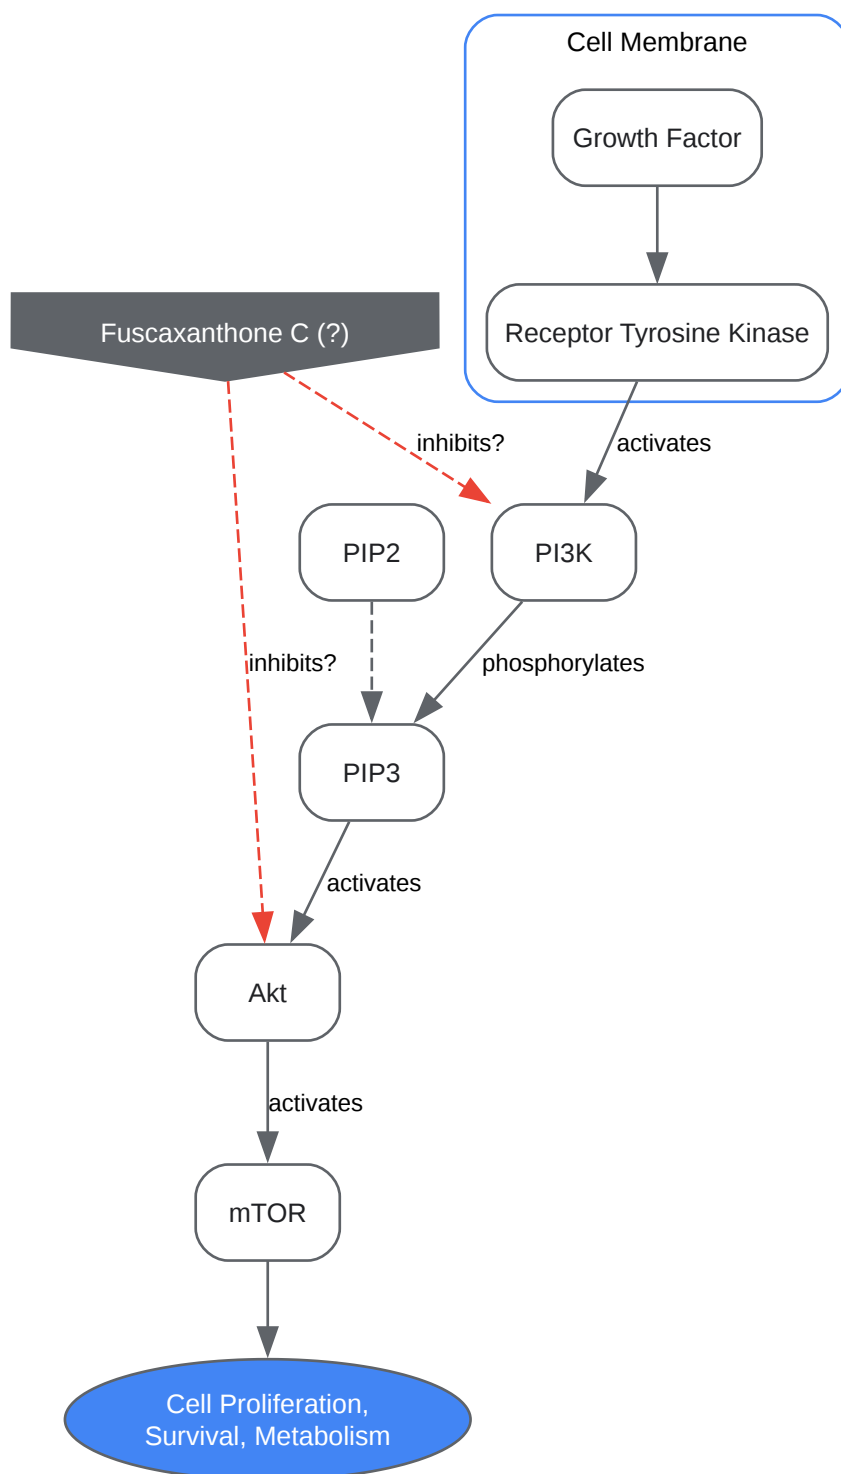 Cell Membrane
Growth Factor
Fuscaxanthone C (?)
Receptor Tyrosine Kinase
inhibits?
activates
PIP2
PI3K
inhibits?
phosphorylates
PIP3
activates
Akt
activates
mTOR
Cell Proliferation,
Survival, Metabolism